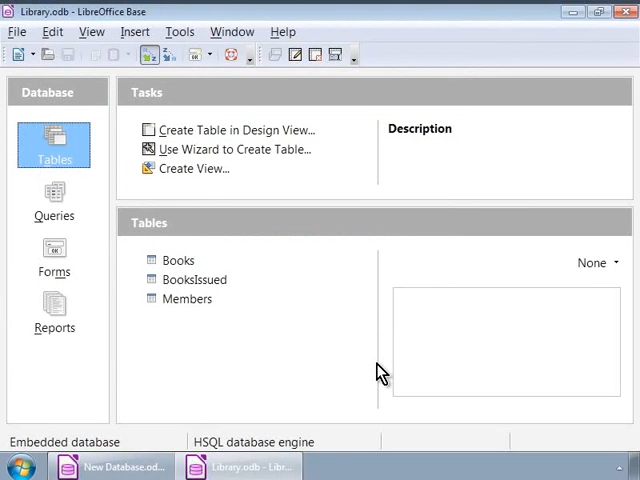 Library.odb - LibreOffice Base
File Edit View Insert Tools Window Help
Database
Tables
Queries
Forms
Reports
Tasks
Create Table in Design View...
Use Wizard to Create Table...
Create View...
Description
Tables
Books
BooksIssued
Members
None
Embedded database
HSQL database engine
New Database.od...
Library.odb - Libr...